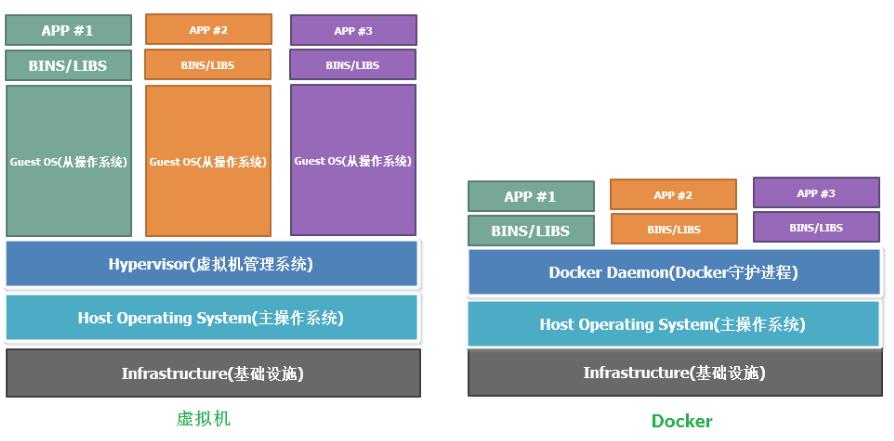 APP #1
APP #2
APP #3
BINS/LIBS
BINS/LIBS
BINS/LIBS
Guest OS(从操作系统)
Guest OS(从操作系统)
Guest OS(从操作系统)
Hypervisor(虚拟机管理系统)
Host Operating System(主操作系统)
Infrastructure(基础设施)
虚拟机
APP #1
APP #2
APP #3
BINS/LIBS
BINS/LIBS
BINS/LIBS
Docker Daemon(Docker守护进程)
Host Operating System(主操作系统)
Infrastructure(基础设施)
Docker